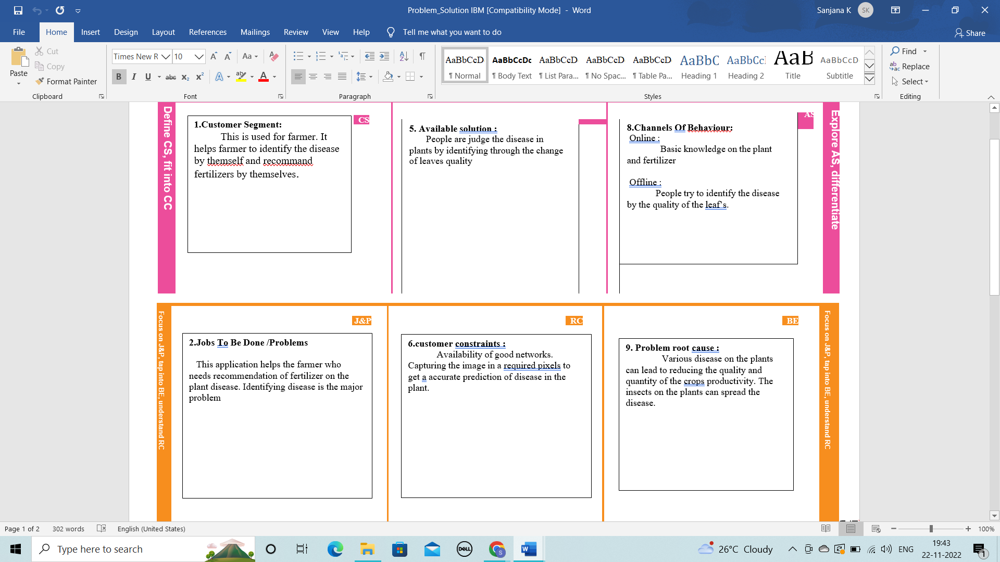 Problem_Solution IBM [Compatibility Mode] - Word
Sanjana K
SK
File
Home
Insert
Design
Layout
References
Mailings
Review
View
Help
Tell me what you want to do
Share
Paste
Cut
Copy
Format Painter
Clipboard
Times New R
10
Aa
B I U abc x₂ x² A ab A
Font
Paragraph
AaBbCcD
¶ Normal
AaBbCcDc
¶ Body Text
AaBbCcD
¶ List Para...
AaBbCcD
¶ No Spac...
AaBbCcD
¶ Table Pa...
AaBbC
Heading 1
AaBbCc
Heading 2
AaB
Title
AaBbCcD
Subtitle
Styles
Find
Replace
Select
Editing
Define CS, fit into CC
CS
1.Customer Segment:
This is used for farmer. It
helps farmer to identify the disease
by themself and recommand
fertilizers by themselves.
5. Available solution :
People are judge the disease in
plants by identifying through the change
of leaves quality
AS
8.Channels Of Behaviour:
Online :
Basic knowledge on the plant
and fertilizer
Offline :
People try to identify the disease
by the quality of the leaf's.
Explore AS, differentiate
Focus on J&P, tap into BE, understand RC
J&P
2.Jobs To Be Done /Problems
This application helps the farmer who
needs recommendation of fertilizer on the
plant disease. Identifying disease is the major
problem
RC
6.customer constraints :
Availability of good networks.
Capturing the image in a required pixels to
get a accurate prediction of disease in the
plant.
BE
9. Problem root cause :
Various disease on the plants
can lead to reducing the quality and
quantity of the crops productivity. The
insects on the plants can spread the
disease.
Focus on J&P, tap into BE, understand RC
Page 1 of 2
302 words
English (United States)
100%
Type here to search
DELL
S
W
26°C Cloudy
ENG
19:43
22-11-2022
1